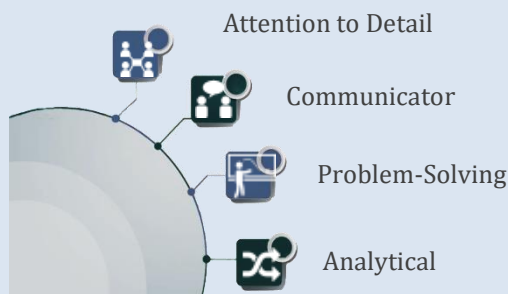 Attention to Detail
Communicator
Problem-Solving
Analytical